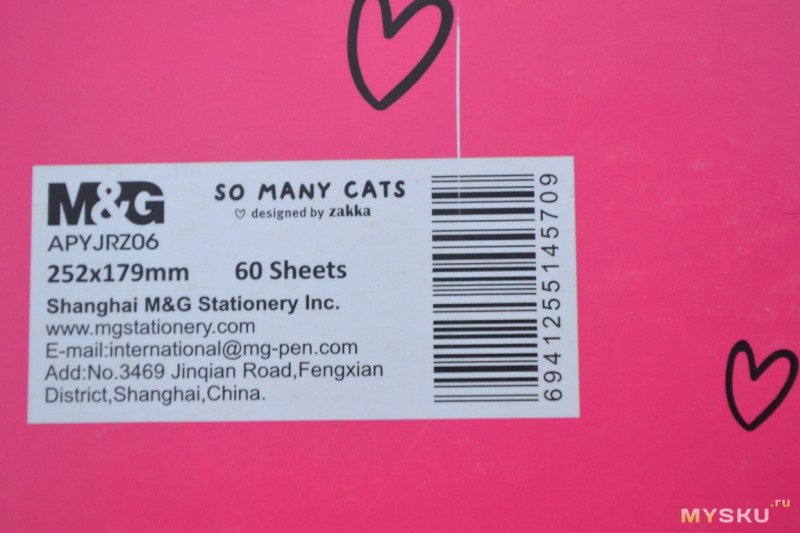 M&G
SO MANY CATS
♡ designed by zakka
APYJRZ06
252x179mm 60 Sheets
Shanghai M&G Stationery Inc.
www.mgstationery.com
E-mail:international@mg-pen.com
Add:No.3469 Jinqian Road,Fengxian
District,Shanghai,China.
6941255145709
MYSKU.ru